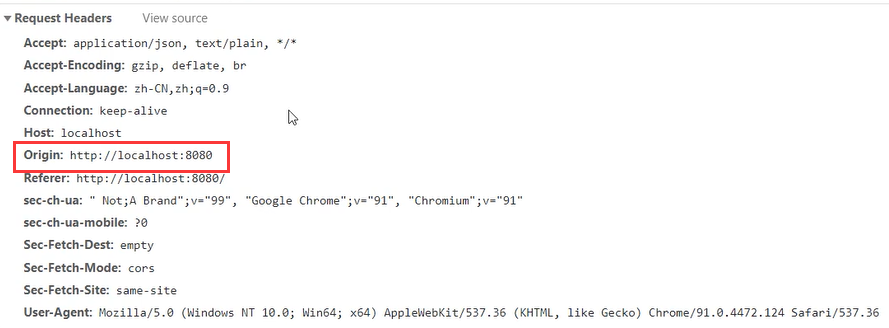 Request Headers View source
Accept: application/json, text/plain, */*
Accept-Encoding: gzip, deflate, br
Accept-Language: zh-CN,zh;q=0.9
Connection: keep-alive
Host: localhost
Origin: http://localhost:8080
Referer: http://localhost:8080/
sec-ch-ua: " Not;A Brand";v="99", "Google Chrome";v="91", "Chromium";v="91"
sec-ch-ua-mobile: ?0
Sec-Fetch-Dest: empty
Sec-Fetch-Mode: cors
Sec-Fetch-Site: same-site
User-Agent: Mozilla/5.0 (Windows NT 10.0; Win64; x64) AppleWebKit/537.36 (KHTML, like Gecko) Chrome/91.0.4472.124 Safari/537.36